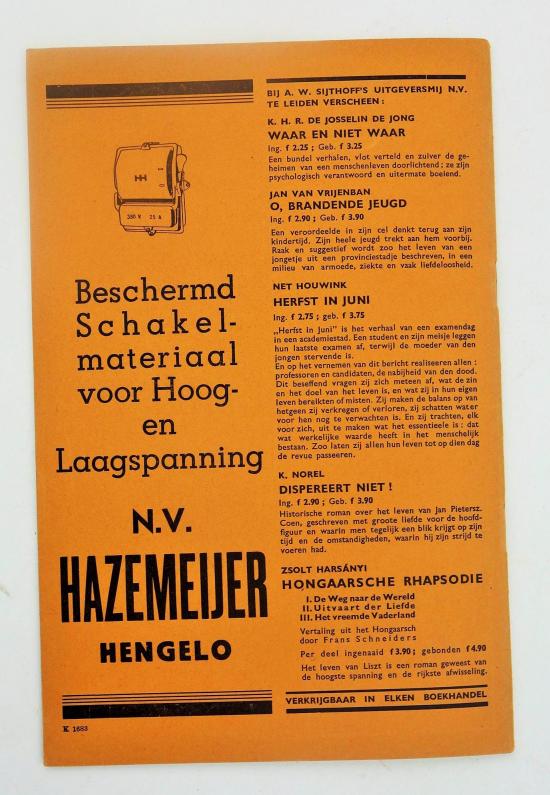 HH
380 V 25 A
Beschermd
Schakel-
materiaal
voor Hoog-
en
Laagspanning
N.V.
HAZEMEIJER
HENGELO
K 1683
BIJ A. W. SIJTHOFF'S UITGEVERSMIJ N.V.
TE LEIDEN VERSCHEEN:
K. H. R. DE JOSSELIN DE JONG
WAAR EN NIET WAAR
Ing. f 2.25; Geb. f 3.25
Een bundel verhalen, vlot verteld en zuiver de ge-
heimen van een menschenleven doorlichtend; ze zijn
psychologisch verantwoord en uitermate boeiend.
JAN VAN VRIJENBAN
O, BRANDENDE JEUGD
Ing. f 2.90; Gef. f 3.90
Een veroordeelde in zijn cel denkt terug aan zijn
kindertijd. Zijn heele jeugd trekt aan hem voorbij.
Raak en suggestief wordt zoo het leven van een
jongetje uit een provinciestadje beschreven, in een
milieu van armoede, ziekte en vaak liefdeloosheid.
NET HOUWINK
HERFST IN JUNI
Ing. f 2.75; geb. f 3.75
„Herfst in Juni" is het verhaal van een examendag
in een academiestad. Een student en zijn meisje leggen
hun laatste examen af, terwijl de moeder van den
jongen stervende is.
En op het vernemen van dit bericht realiseeren allen:
professoren en candidaten, de nabijheid van den dood.
Dit beseffend vragen zij zich meteen af, wat de zin
en het doel van het leven is, en wat zij in hun eigen
leven bereikten of misten. Zij maken de balans op van
hetgeen zij verkregen of verloren, zij schatten water
voor hen nog te verwachten is. En zij trachten, elk
voor zich, uit te maken wat het essentieele is: dat
wat werkelijke waarde heeft in het menschelijk
bestaan. Zoo laten zij allen hun leven tot op dien dag
de revue passeeren.
K. NOREL
DISPEREERT NIET!
Ing. f 2.90; Geb. f 3.90
Historische roman over het leven van Jan Pietersz.
Coen, geschreven met groote liefde voor de hoofd-
figuur en waarin men tegelijk een blik krijgt op zijn
tijd en de omstandigheden, waarin hij zijn strijd te
voeren had.
ZSOLT HARSÁNYI
HONGAARSCHE RHAPSODIE
I. De Weg naar de Wereld
II. Uitvaart der Liefde
III. Het vreemde Vaderland
Vertaling uit het Hongaarsch
door Frans Schneiders
Per deel ingenaaid f 3.90; gebonden f 4.90
Het leven van Liszt is een roman geweest van
de hoogste spanning en de rijkste afwisseling.
VERKRIJGBAAR IN ELKEN BOEKHANDEL